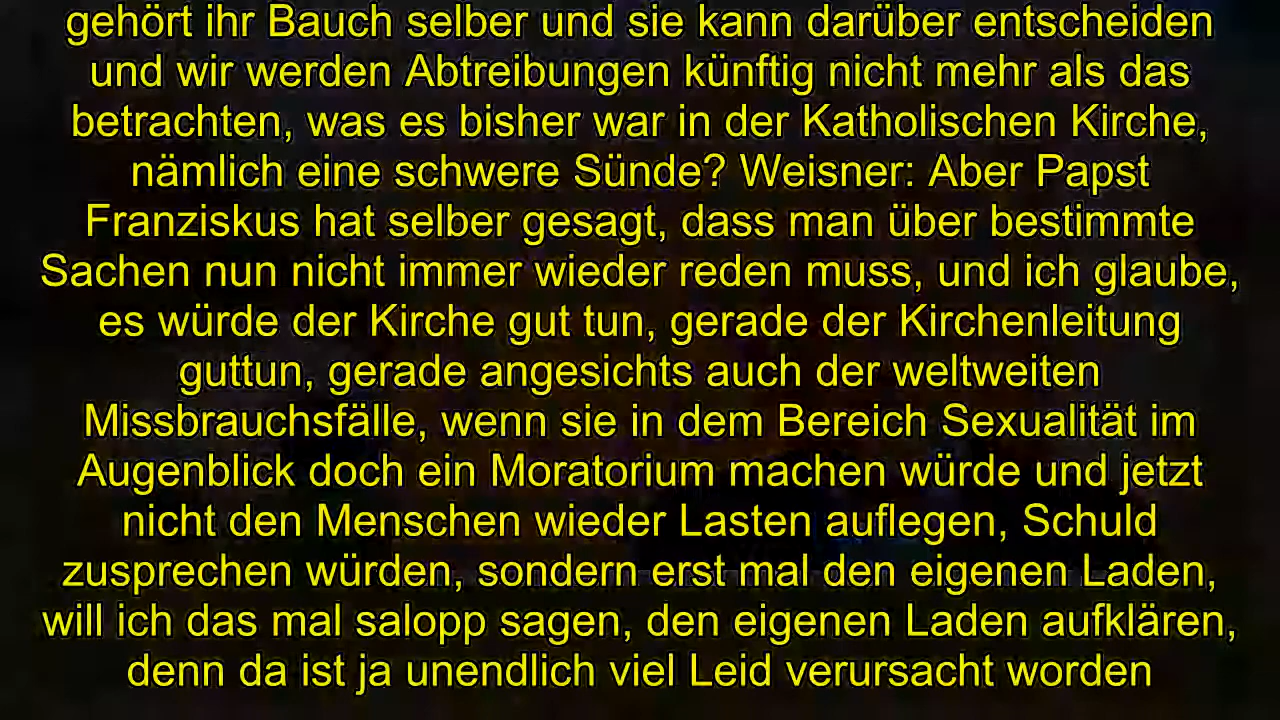 gehört ihr Bauch selber und sie kann darüber entscheiden
und wir werden Abtreibungen künftig nicht mehr als das
betrachten, was es bisher war in der Katholischen Kirche,
nämlich eine schwere Sünde? Weisner: Aber Papst
Franziskus hat selber gesagt, dass man über bestimmte
Sachen nun nicht immer wieder reden muss, und ich glaube,
es würde der Kirche gut tun, gerade der Kirchenleitung
guttun, gerade angesichts auch der weltweiten
Missbrauchsfälle, wenn sie in dem Bereich Sexualität im
Augenblick doch ein Moratorium machen würde und jetzt
nicht den Menschen wieder Lasten auflegen, Schuld
zusprechen würden, sondern erst mal den eigenen Laden,
will ich das mal salopp sagen, den eigenen Laden aufklären,
denn da ist ja unendlich viel Leid verursacht worden